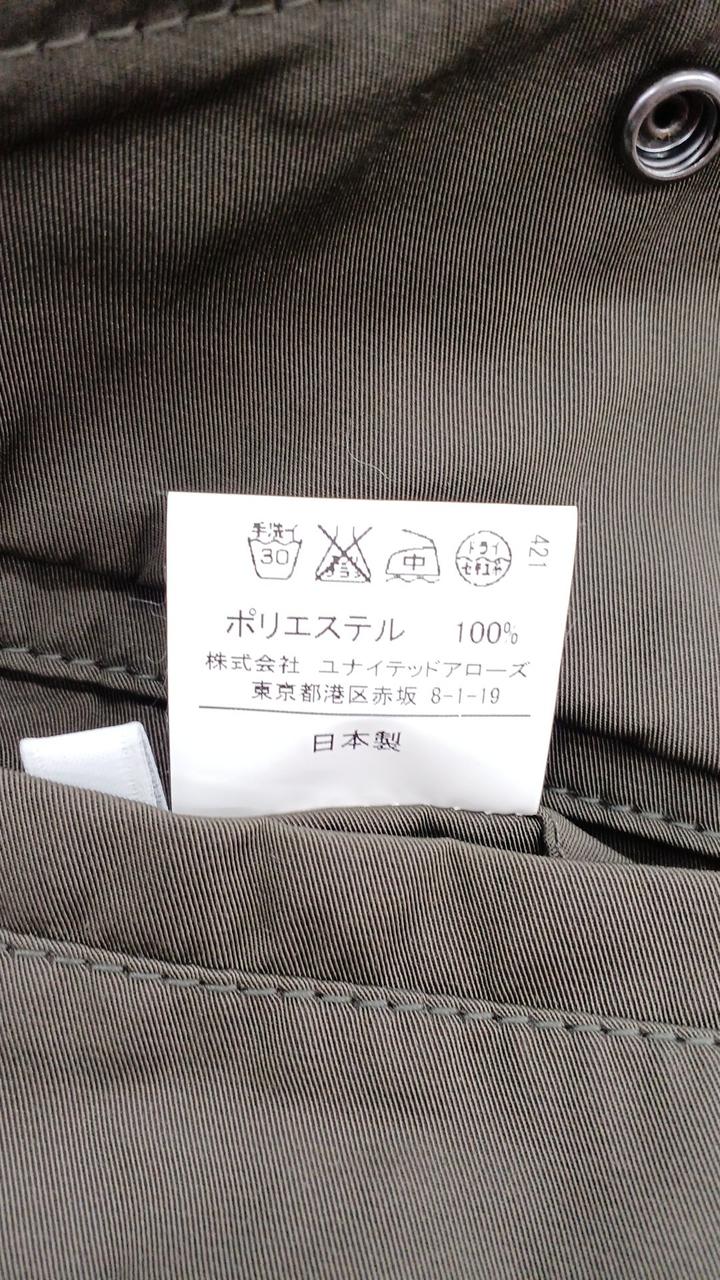 手洗イ
30
中
ドライ
セキユ系
421
ポリエステル 100%
株式会社 ユナイテッドアローズ
東京都港区赤坂 8-1-19
日本製